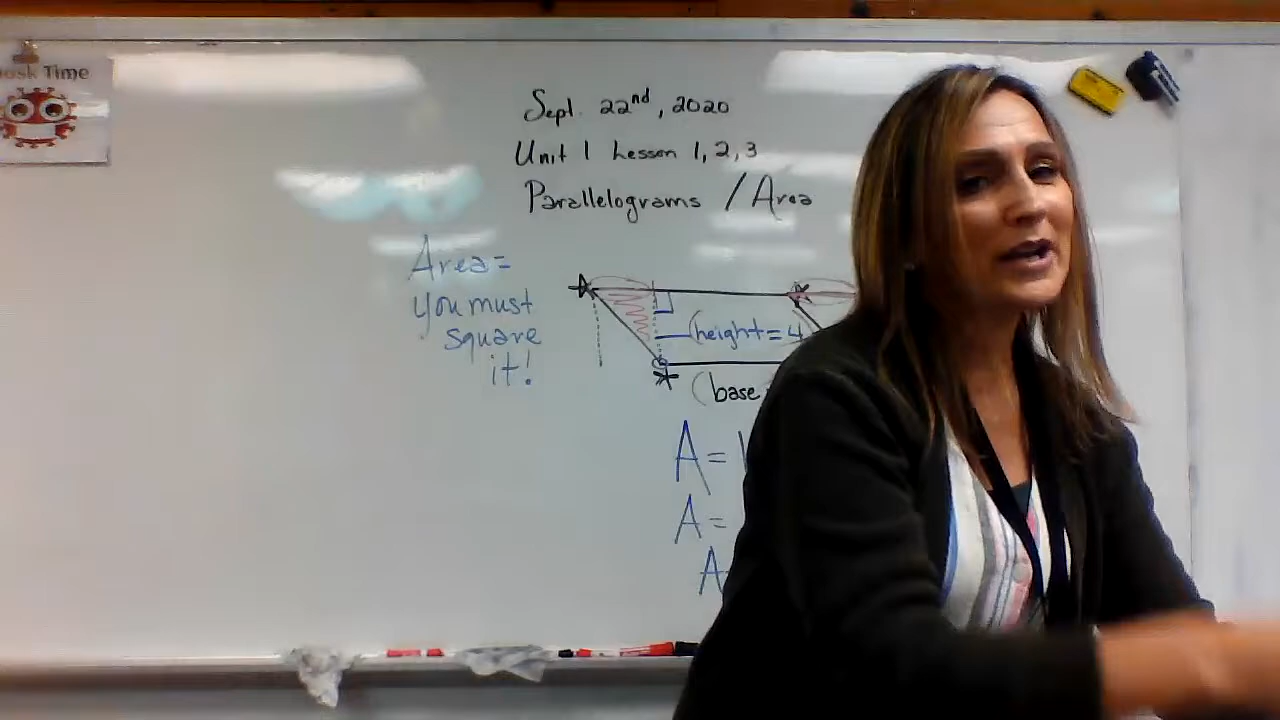 Time
Sept. 22nd, 2020
Unit 1 Lesson 1, 2, 3
Parallelograms / Area
Area=
you must
square
it!
(height = 4)
(base
A =
A =
A